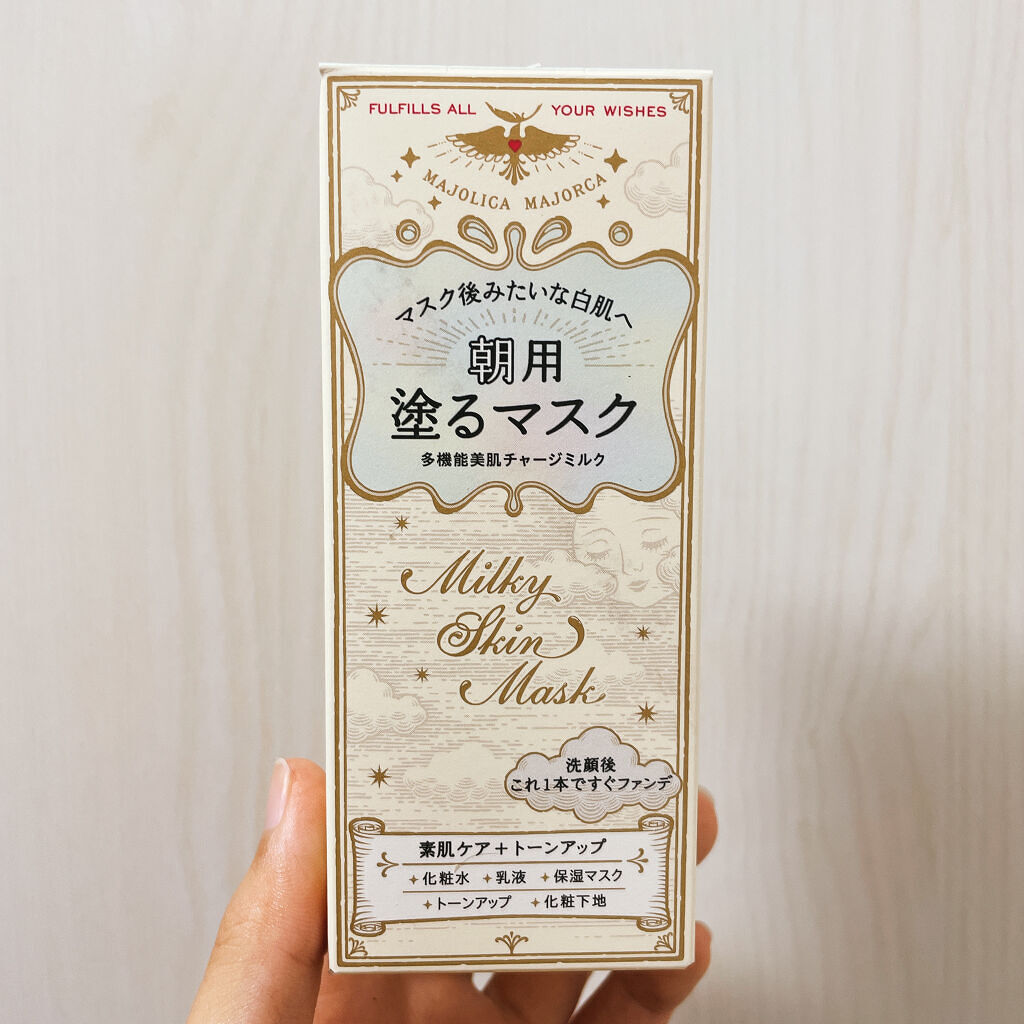 FULFILLS ALL YOUR WISHES
MAJOLICA MAJORCA
マスク後みたいな白肌へ
朝用
塗るマスク
多機能美肌チャージミルク
Milky
Skin
Mask
洗顔後
これ1本ですぐファンデ
素肌ケア+トーンアップ
化粧水 乳液 保湿マスク
トーンアップ 化粧下地